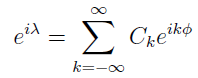 $e^{i\lambda} = \sum_{k=-\infty}^{\infty} C_k e^{ik\phi}$